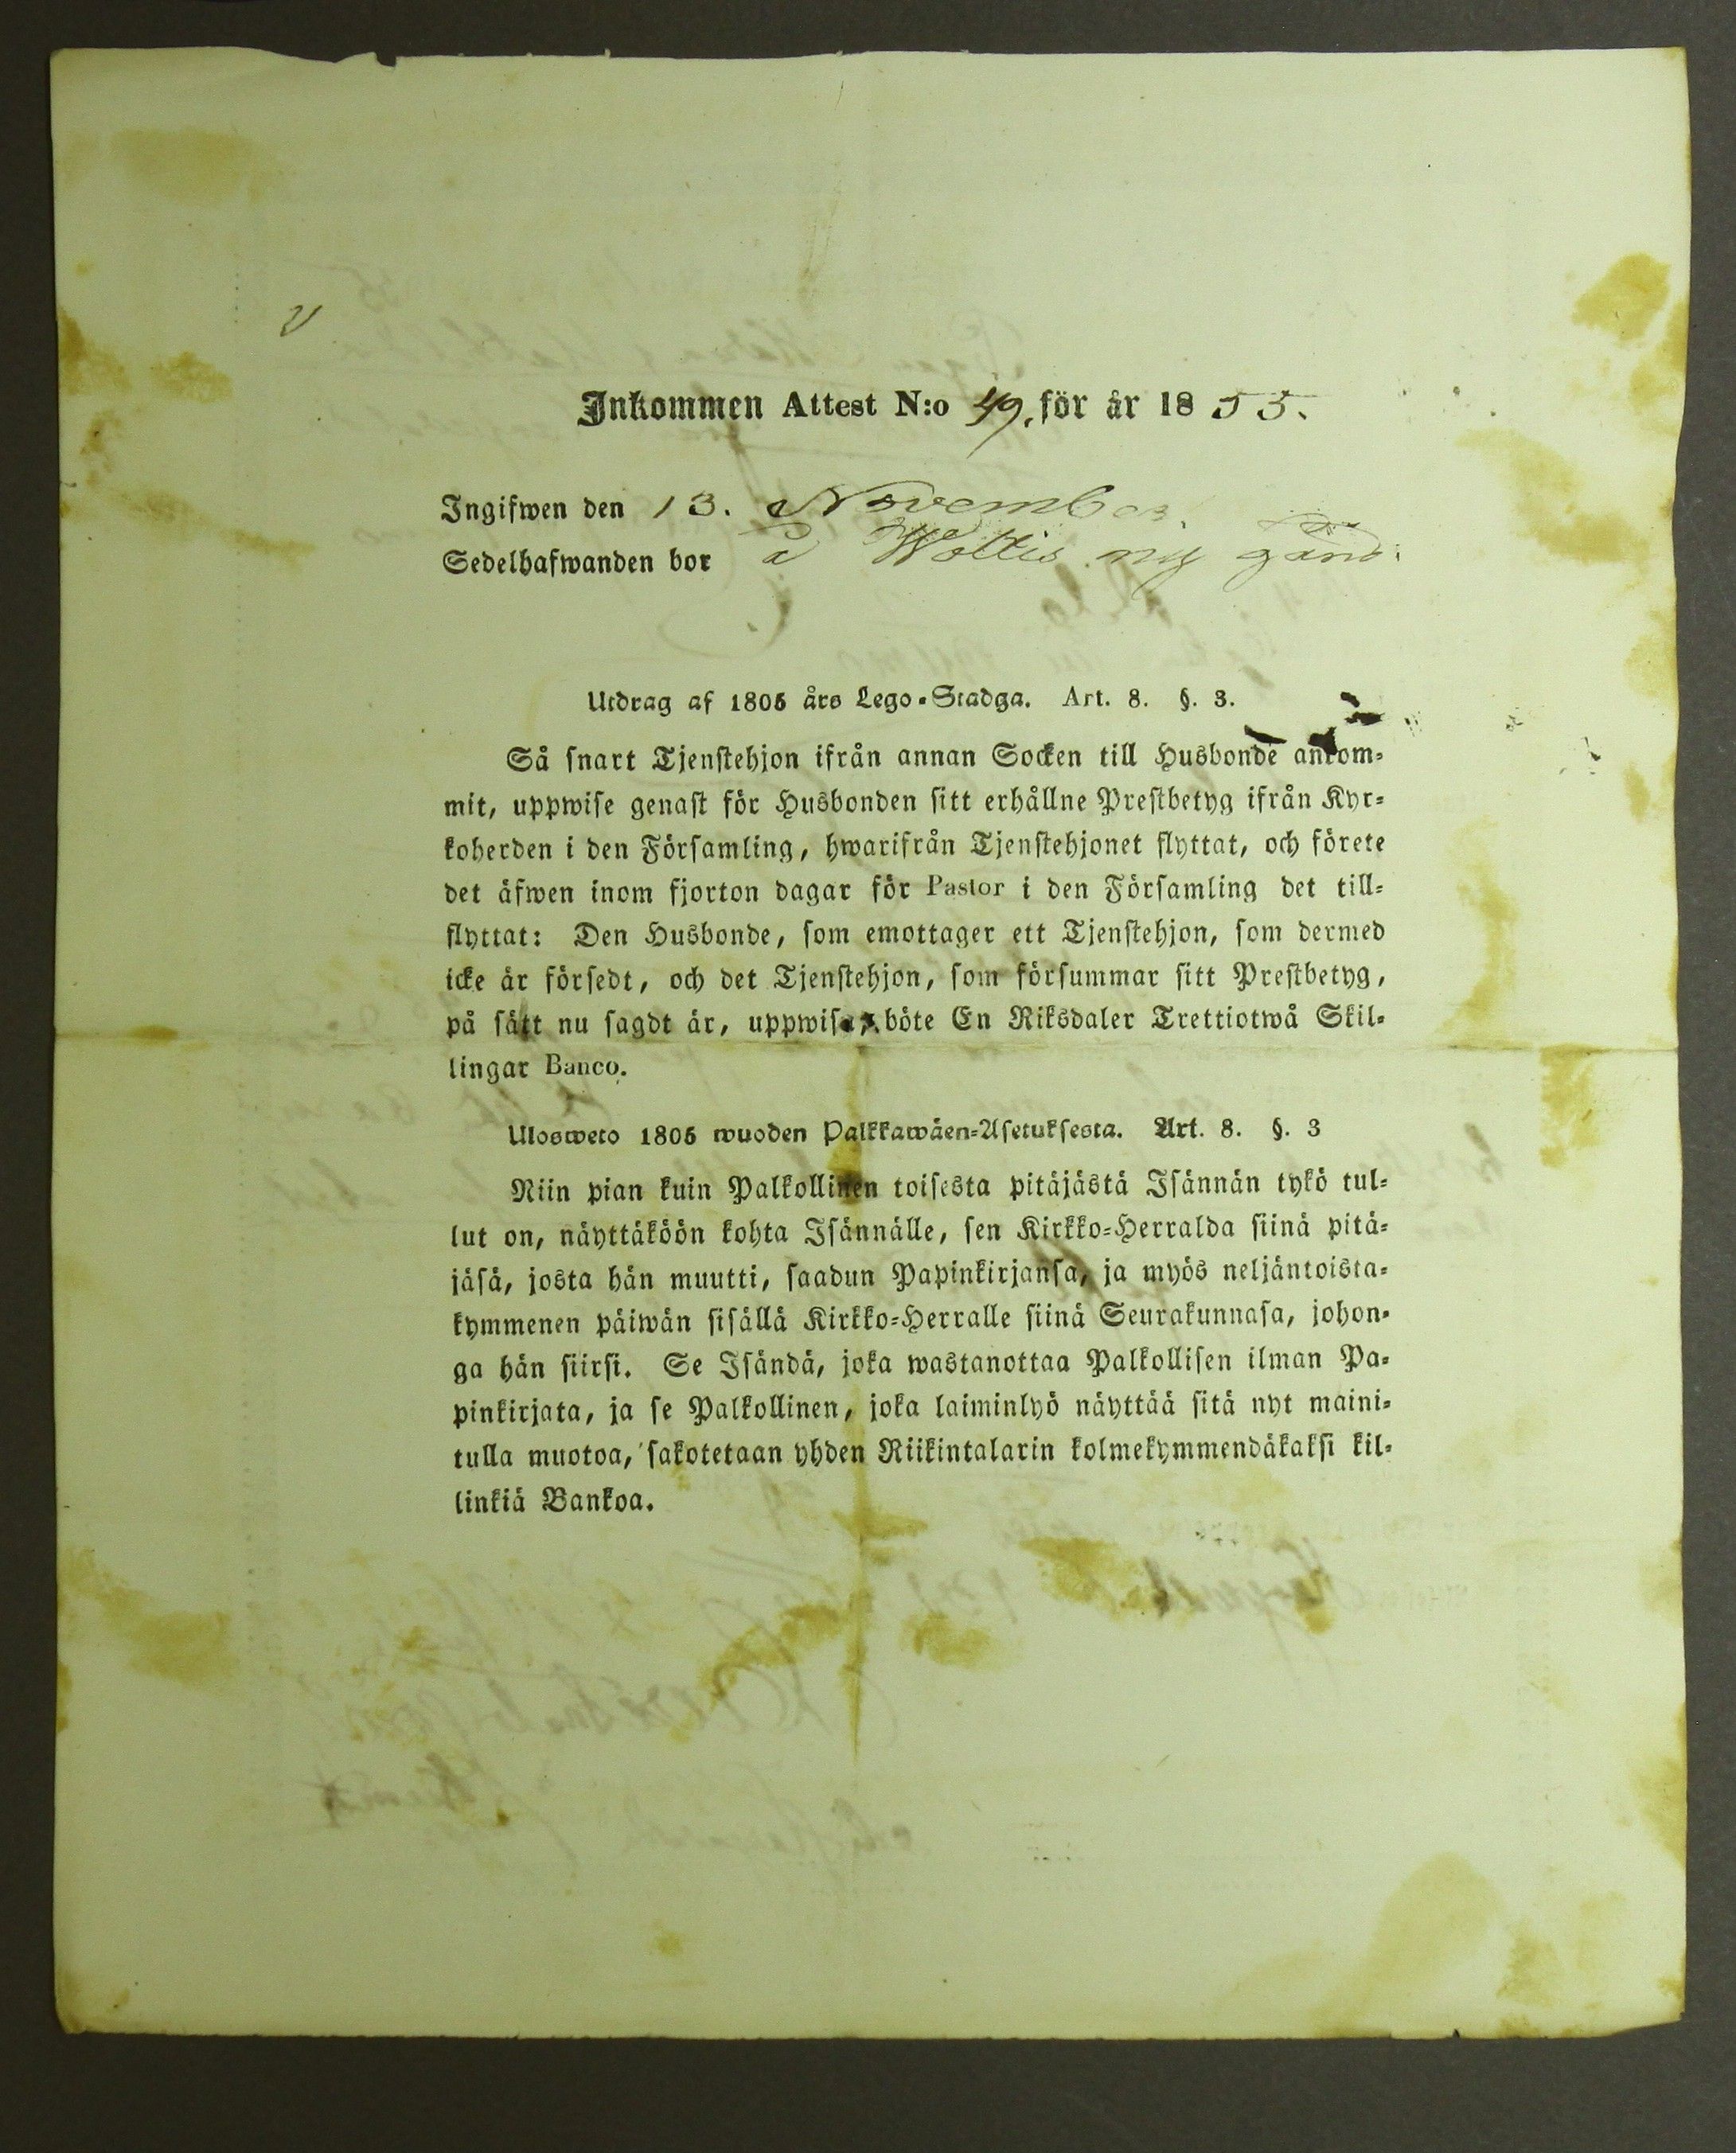 Inkommen Attest N:o 49. för år 1855.
Ingifwen den 13. November.
Sedelhafwanden bor å Woltis ny gård.
Utdrag af 1805 års Lego-Stadga. Art. 8. §. 3.
Så snart Tjenstehjon ifrån annan Socken till Husbonde ankom-
mit, uppwise genast för Husbonden sitt erhållne Prestbetyg ifrån Kyr-
koherden i den Församling, hwarifrån Tjenstehjonet flyttat, och förete
det äfwen inom fjorton dagar för Pastor i den Församling det till-
flyttat: Den Husbonde, som emottager ett Tjenstehjon, som dermed
icke är försedt, och det Tjenstehjon, som försummar sitt Prestbetyg,
på sätt nu sagdt är, uppwisa, böte En Riksdaler Trettiotwå Skil-
lingar Banco.
Ulosweto 1805 wuoden Palkkawäen-Asetuksesta. Art. 8. §. 3
Niin pian kuin Palkollinen toisesta pitäjästä Isännän tykö tul-
lut on, näyttäköön kohta Isännälle, sen Kirkko-Herralda siinä pitä-
jäsä, josta hän muutti, saadun Papinkirjansa, ja myös neljäntoista-
kymmenen päiwän sisällä Kirkko-Herralle siinä Seurakunnasa, johon-
ga hän siirsi. Se Isändä, joka wastanottaa Palkollisen ilman Pa-
pinkirjata, ja se Palkollinen, joka laiminlyö näyttää sitä nyt maini-
tulla muotoa, sakotetaan yhden Riikintalarin kolmekymmendäkaksi kil-
linkiä Bankoa.